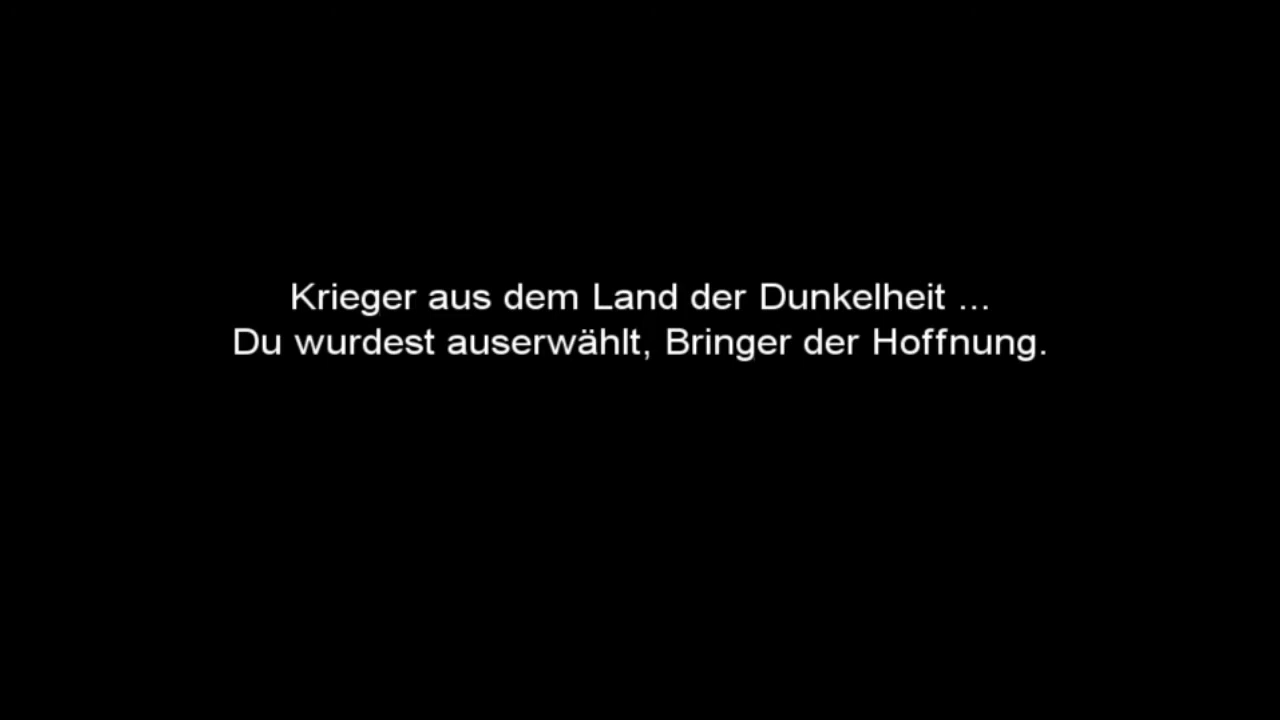 Krieger aus dem Land der Dunkelheit ...
Du wurdest auserwählt, Bringer der Hoffnung.